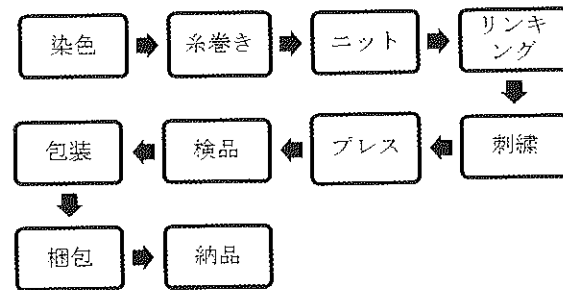 染色
糸巻き
ニット
リンキ
ング
刺繍
プレス
検品
包装
梱包
納品